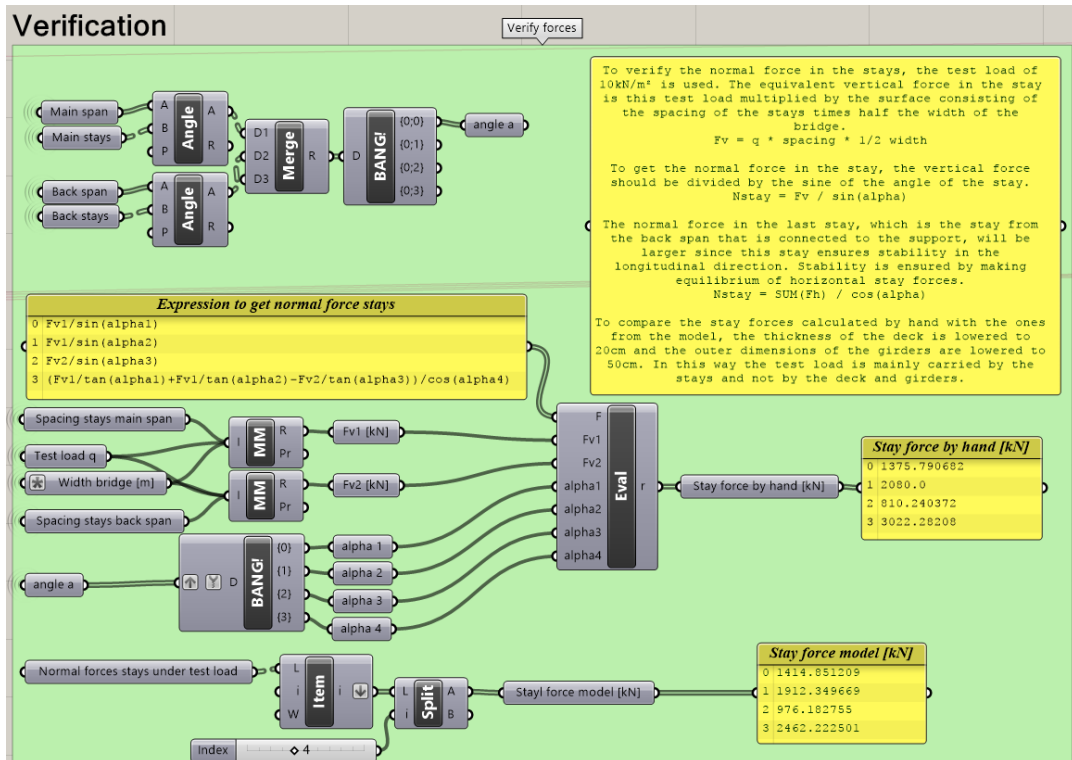 Verification
Verify forces
Main span
Main stays
A
B
P
Angle
A
R
Back span
Back stays
A
B
P
Angle
A
R
D1
D2
D3
Merge
R
D
BANG!
{0;0}
{0;1}
{0;2}
{0;3}
angle a
To verify the normal force in the stays, the test load of
10kN/m² is used. The equivalent vertical force in the stay
is this test load multiplied by the surface consisting of
the spacing of the stays times half the width of the
bridge.
Fv = q * spacing * 1/2 width
To get the normal force in the stay, the vertical force
should be divided by the sine of the angle of the stay.
Nstay = Fv / sin(alpha)
The normal force in the last stay, which is the stay from
the back span that is connected to the support, will be
larger since this stay ensures stability in the
longitudinal direction. Stability is ensured by making
equilibrium of horizontal stay forces.
Nstay = SUM(Fh) / cos(alpha)
To compare the stay forces calculated by hand with the ones
from the model, the thickness of the deck is lowered to
20cm and the outer dimensions of the girders are lowered to
50cm. In this way the test load is mainly carried by the
stays and not by the deck and girders.
Expression to get normal force stays
0 Fv1/sin(alpha1)
1 Fv1/sin(alpha2)
2 Fv2/sin(alpha3)
3 (Fv1/tan(alpha1)+Fv1/tan(alpha2)-Fv2/tan(alpha3))/cos(alpha4)
Spacing stays main span
Test load q
Width bridge [m]
Spacing stays back span
I
MM
R
Pr
Fv1 [kN]
I
MM
R
Pr
Fv2 [kN]
angle a
D
BANG!
{0}
{1}
{2}
{3}
alpha 1
alpha 2
alpha 3
alpha 4
F
Fv1
Fv2
alpha1
alpha2
alpha3
alpha4
Eval
r
Stay force by hand [kN]
Stay force by hand [kN]
0 1375.790682
1 2080.0
2 810.240372
3 3022.28208
Normal forces stays under test load
L
i
W
Item
i
L
i
Split
A
B
Index
4
Stayl force model [kN]
Stay force model [kN]
0 1414.851209
1 1912.349669
2 976.182755
3 2462.222501